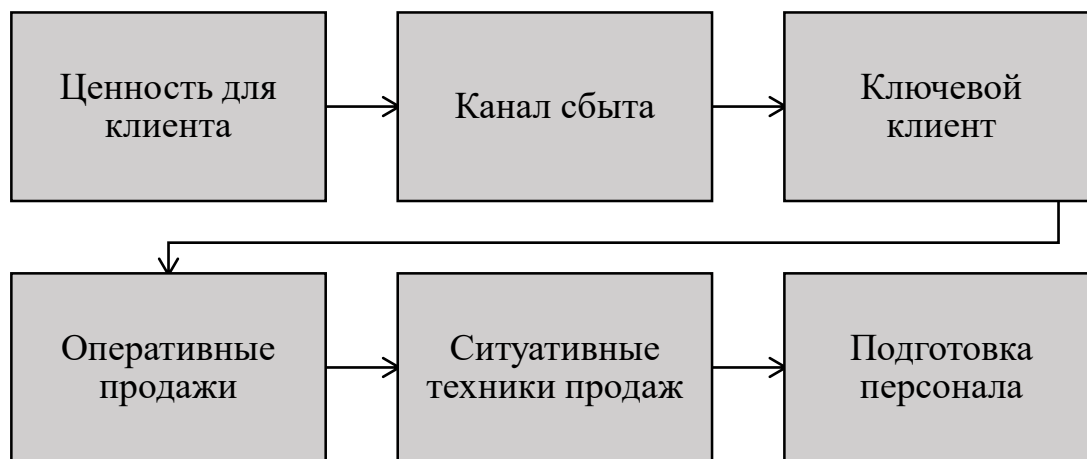 Ценность для
клиента
Канал сбыта
Ключевой
клиент
Оперативные
продажи
Ситуативные
техники продаж
Подготовка
персонала